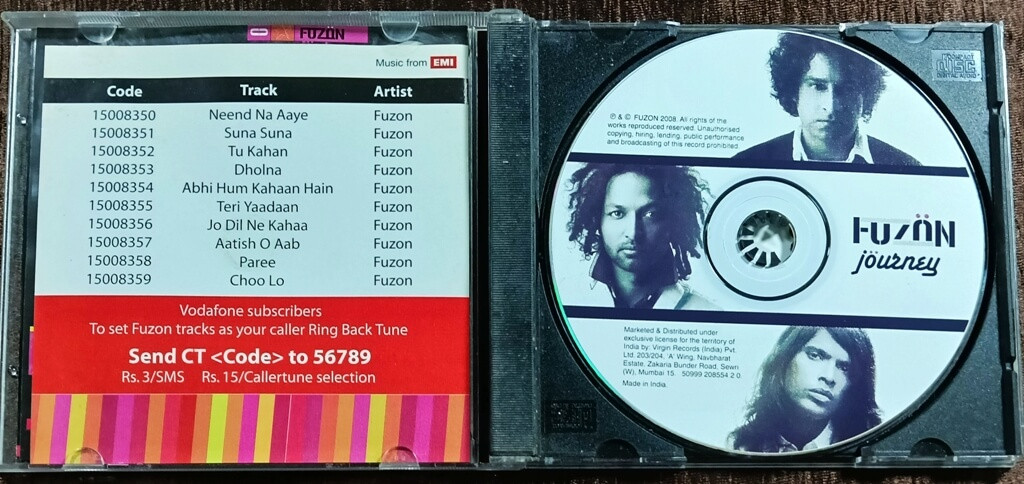 FUZÖN
Music from EMI
Code Track Artist
15008350 Neend Na Aaye Fuzon
15008351 Suna Suna Fuzon
15008352 Tu Kahan Fuzon
15008353 Dholna Fuzon
15008354 Abhi Hum Kahaan Hain Fuzon
15008355 Teri Yaadaan Fuzon
15008356 Jo Dil Ne Kahaa Fuzon
15008357 Aatish O Aab Fuzon
15008358 Paree Fuzon
15008359 Choo Lo Fuzon
Vodafone subscribers
To set Fuzon tracks as your caller Ring Back Tune
Send CT <Code> to 56789
Rs. 3/SMS Rs. 15/Callertune selection
COMPACT
disc
DIGITAL AUDIO
℗ & © FUZON 2008. All rights of the
works reproduced reserved. Unauthorised
copying, hiring, lending, public performance
and broadcasting of this record prohibited.
FUZÖN
joürney
Marketed & Distributed under
exclusive license for the territory of
India by: Virgin Records (India) Pvt.
Ltd. 203/204, 'A' Wing, Navbharat
Estate, Zakaria Bunder Road, Sewri
(W), Mumbai 15. 50999 208554 2 0.
Made in India.